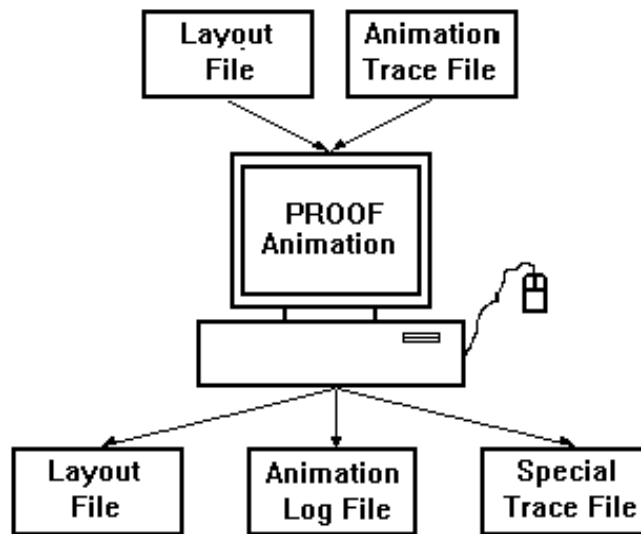 Layout
File
Animation
Trace File
PROOF
Animation
Layout
File
Animation
Log File
Special
Trace File